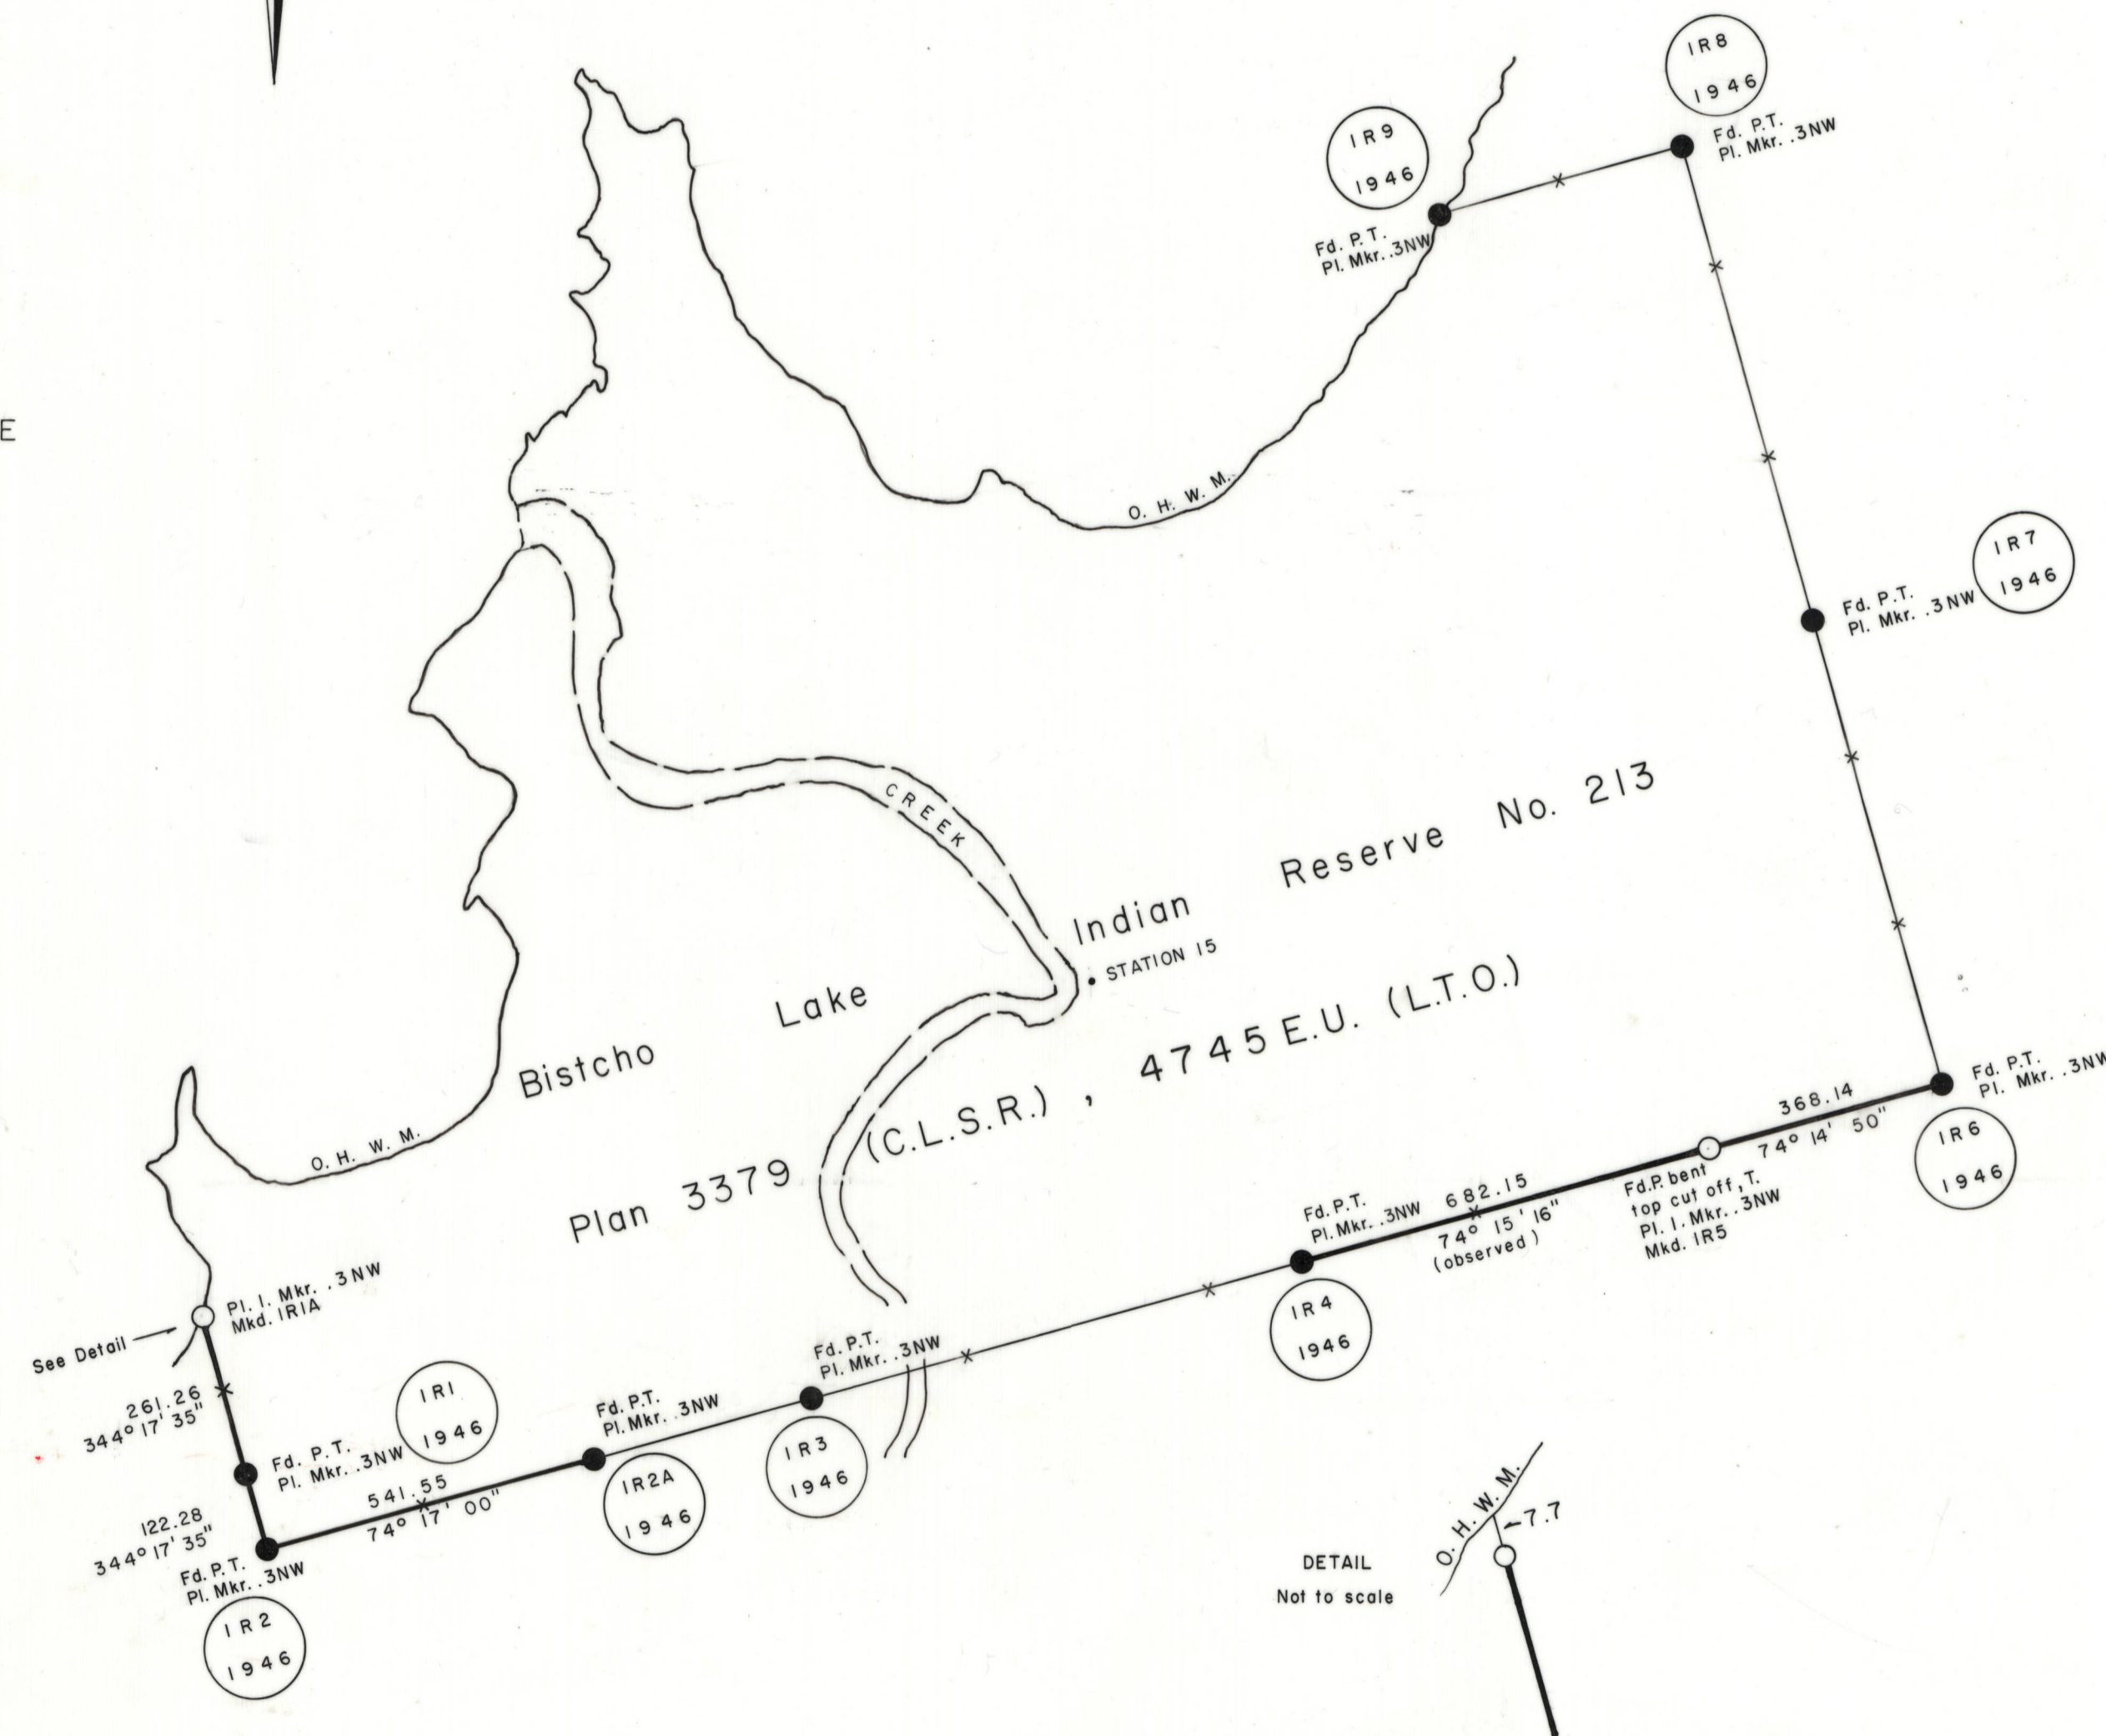 IR8
1946
Fd. P.T.
Pl. Mkr. .3NW
IR9
1946
Fd. P.T.
Pl. Mkr. .3NW
E
O. H. W. M.
IR7
1946
Fd. P.T.
Pl. Mkr. .3NW
CREEK
Bistcho Lake Indian Reserve No. 213
STATION 15
Plan 3379 (C.L.S.R.) , 4745 E.U. (L.T.O.)
O. H. W. M.
Fd. P.T.
Pl. Mkr. .3NW
IR6
1946
368.14
74° 14' 50"
Fd.P. bent
top cut off, T.
Pl. I. Mkr. .3NW
Mkd. IR5
682.15
74° 15' 16"
(observed)
Fd. P.T.
Pl. Mkr. .3NW
IR4
1946
Pl. I. Mkr. .3NW
Mkd. IR1A
See Detail
261.26
344° 17' 35"
Fd. P.T.
Pl. Mkr. .3NW
IR3
1946
IR1
1946
Fd. P.T.
Pl. Mkr. .3NW
Fd. P.T.
Pl. Mkr. .3NW
IR2A
1946
541.55
74° 17' 00"
122.28
344° 17' 35"
Fd. P.T.
Pl. Mkr. .3NW
IR2
1946
O. H. W. M.
7.7
DETAIL
Not to scale